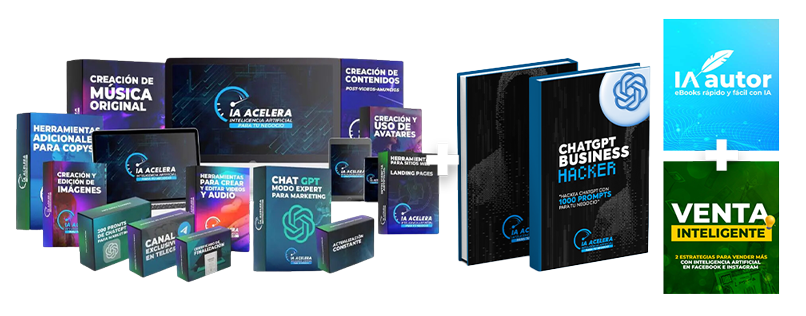 CREACIÓN DE
MÚSICA
ORIGINAL
IA ACELERA
INTELIGENCIA ARTIFICIAL
PARA TU NEGOCIO
CREACIÓN DE
CONTENIDOS
POST-VIDEOS-ANUNCIOS
HERRAMIENTAS
ADICIONALES
PARA COPYS
IA ACELERA
CREACIÓN Y
USO DE
AVATARES
CREACIÓN Y
EDICIÓN DE
IMÁGENES
HERRAMIENTAS
PARA CREAR
Y EDITAR VIDEOS
Y AUDIO
CHAT GPT
MODO EXPERT
PARA MARKETING
IA ACELERA
IA ACELERA
LANDING PAGES
DE CHATGPT
CANAL
EXCLUSIVO
EN
ACTUALIZACIÓN
CONSTANTE
+
CHATGPT
BUSINESS
HACKER
"HACKEA CHATGPT CON
1000 PROMPTS
PARA TU NEGOCIO"
IA ACELERA
IA autor
eBooks rápido y fácil con IA
+
VENTA
INTELIGENTE
2 ESTRATEGIAS PARA VENDER MÁS
CON INTELIGENCIA ARTIFICIAL
EN FACEBOOK E INSTAGRAM